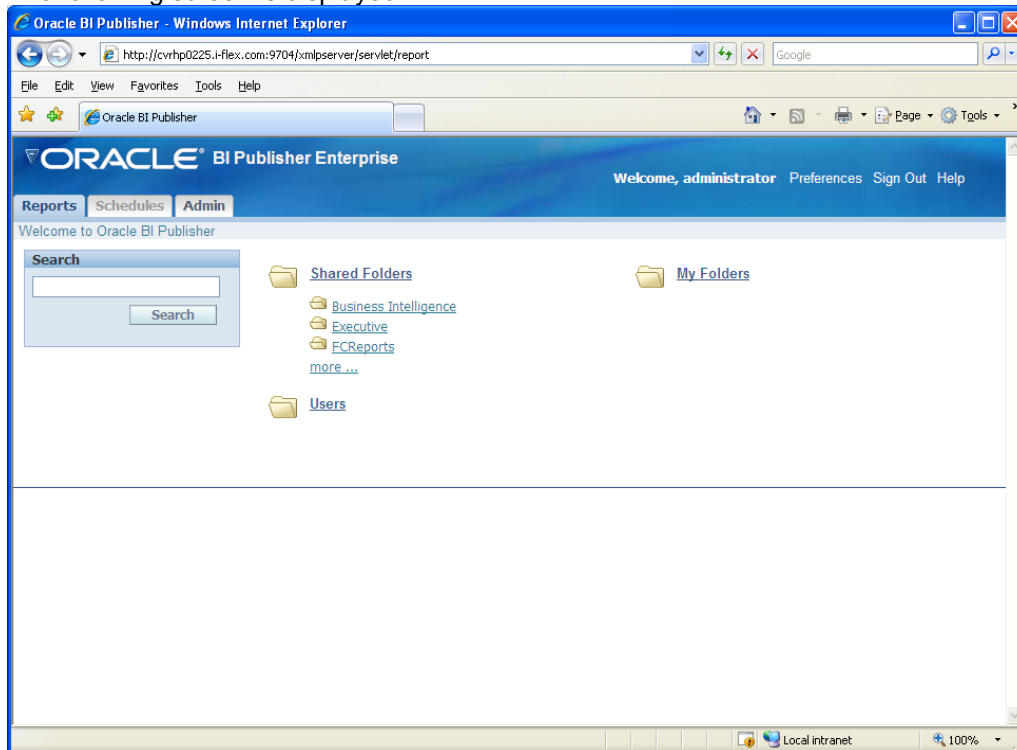 Oracle BI Publisher - Windows Internet Explorer
http://cvrhp0225.i-flex.com:9704/xmlpserver/servlet/report
Google
File Edit View Favorites Tools Help
Oracle BI Publisher
Page Tools
ORACLE BI Publisher Enterprise
Welcome, administrator Preferences Sign Out Help
Reports Schedules Admin
Welcome to Oracle BI Publisher
Search
Search
Shared Folders
Business Intelligence
Executive
FCReports
more ...
Users
My Folders
Local intranet 100%